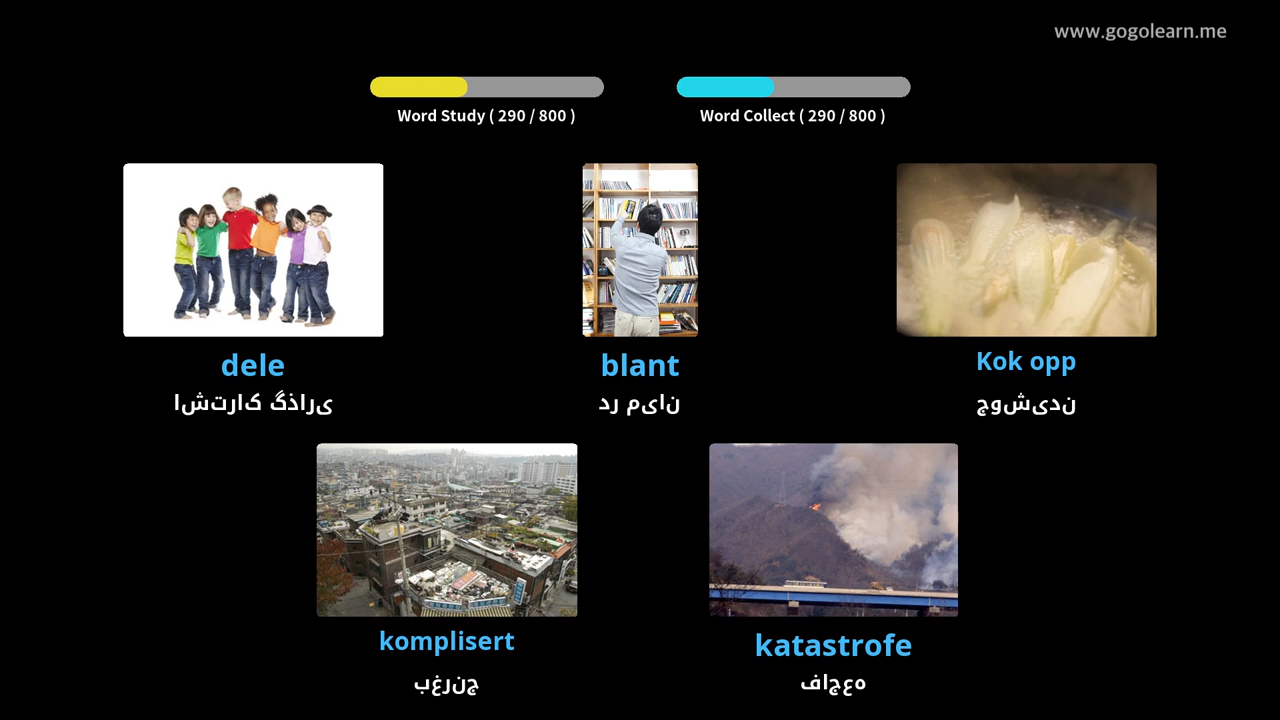 www.gogolearn.me
Word Study ( 290 / 800 )
Word Collect ( 290 / 800 )
dele
اشتراک گذاری
blant
در میان
Kok opp
جوشیدن
komplisert
بغرنج
katastrofe
فاجعه